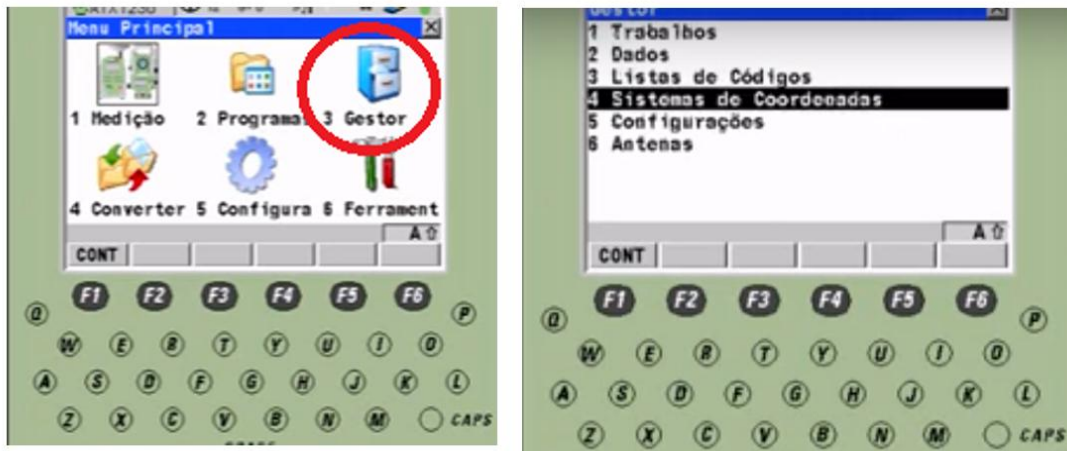 RTX1230
Menu Principal
1 Medição 2 Programas 3 Gestor
4 Converter 5 Configura 6 Ferrament
A
CONT
F1 F2 F3 F4 F5 F6
Q P
W E R T Y U I O
A S D F G H J K L
Z X C V B N M CAPS
Gestor
1 Trabalhos
2 Dados
3 Listas de Códigos
4 Sistemas de Coordenadas
5 Configurações
6 Antenas
A
CONT
F1 F2 F3 F4 F5 F6
Q P
W E R T Y U I O
A S D F G H J K L
Z X C V B N M CAPS